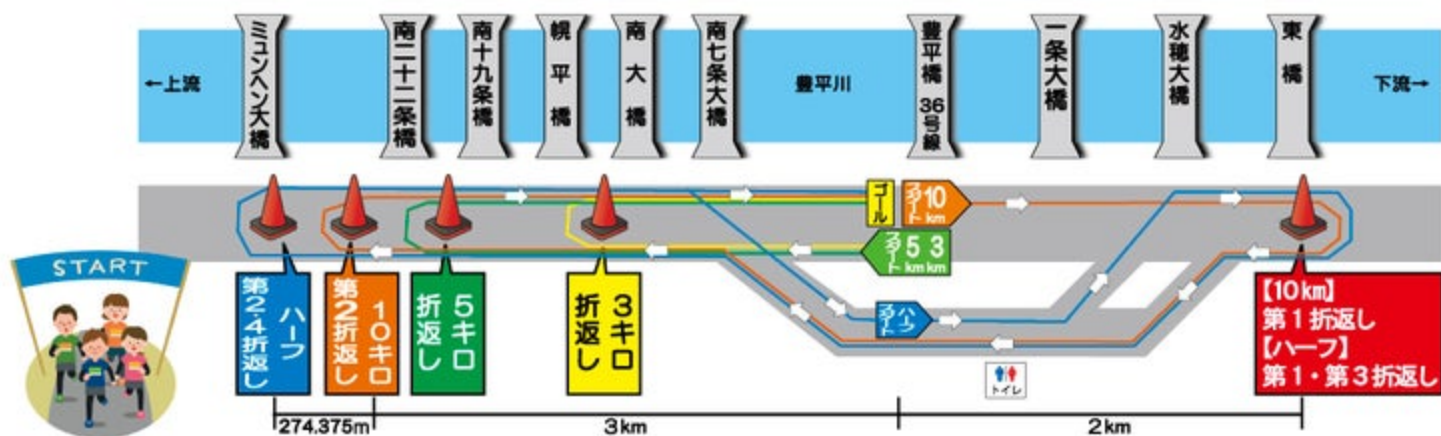 ミュンヘン大橋
南二十二条橋
南十九条橋
幌平橋
南大橋
南七条大橋
豊平橋 36号線
一条大橋
水穂大橋
東橋
←上流
豊平川
下流→
ゴール
スタート 10km
スタート 5km 3km
スタート ハーフ
START
ハーフ
第2・4折返し
10キロ
第2折返し
5キロ
折返し
3キロ
折返し
【10km】
第1折返し
【ハーフ】
第1・第3折返し
トイレ
274.375m
3km
2km